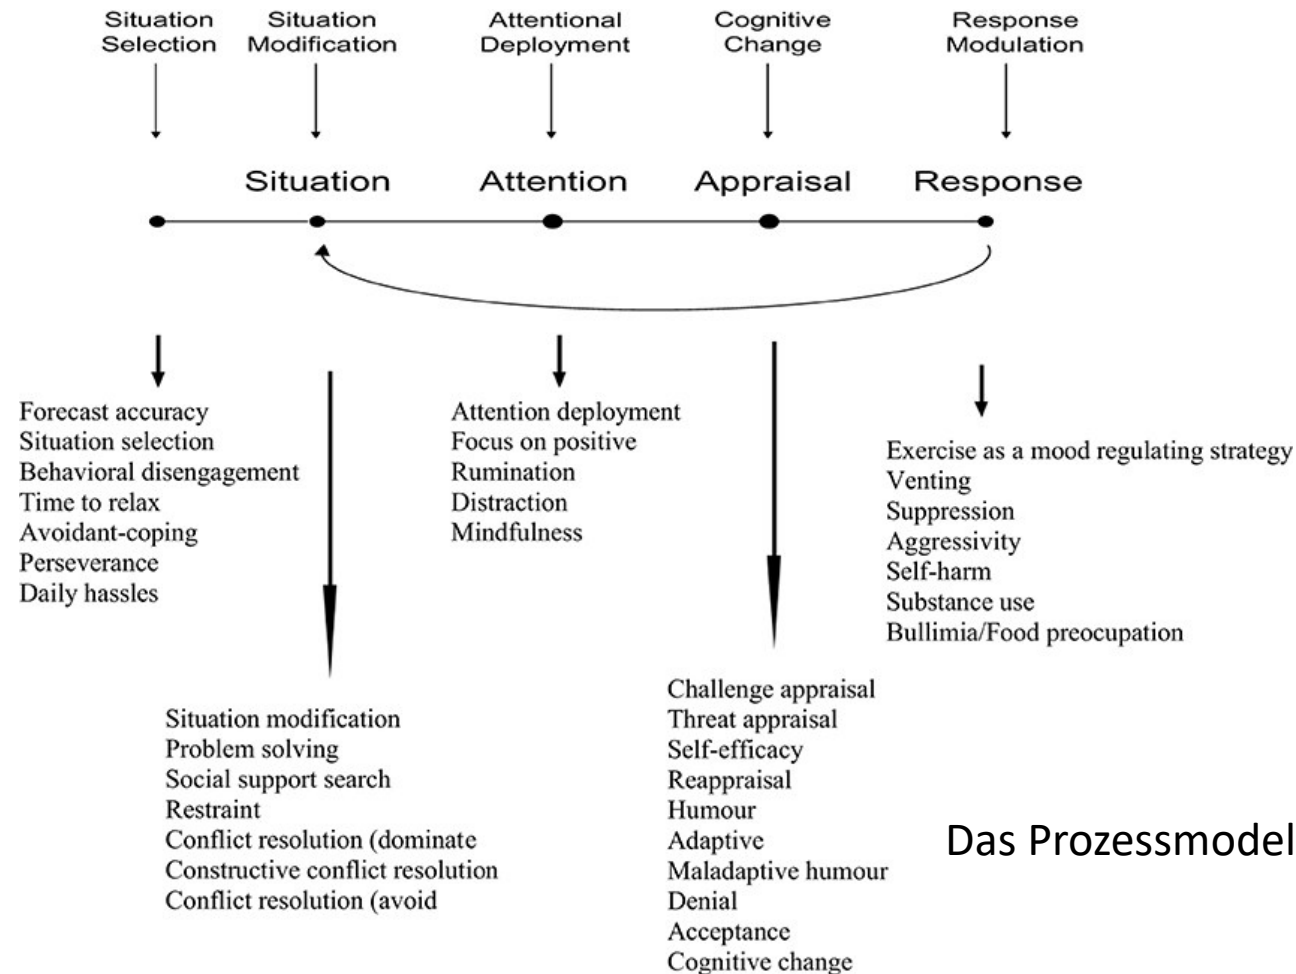 Situation
Selection
Situation
Modification
Attentional
Deployment
Cognitive
Change
Response
Modulation
Situation
Attention
Appraisal
Response
Forecast accuracy
Situation selection
Behavioral disengagement
Time to relax
Avoidant-coping
Perseverance
Daily hassles
Situation modification
Problem solving
Social support search
Restraint
Conflict resolution (dominate
Constructive conflict resolution
Conflict resolution (avoid
Attention deployment
Focus on positive
Rumination
Distraction
Mindfulness
Challenge appraisal
Threat appraisal
Self-efficacy
Reappraisal
Humour
Adaptive
Maladaptive humour
Denial
Acceptance
Cognitive change
Exercise as a mood regulating strategy
Venting
Suppression
Aggressivity
Self-harm
Substance use
Bullimia/Food preocupation
Das Prozessmodel